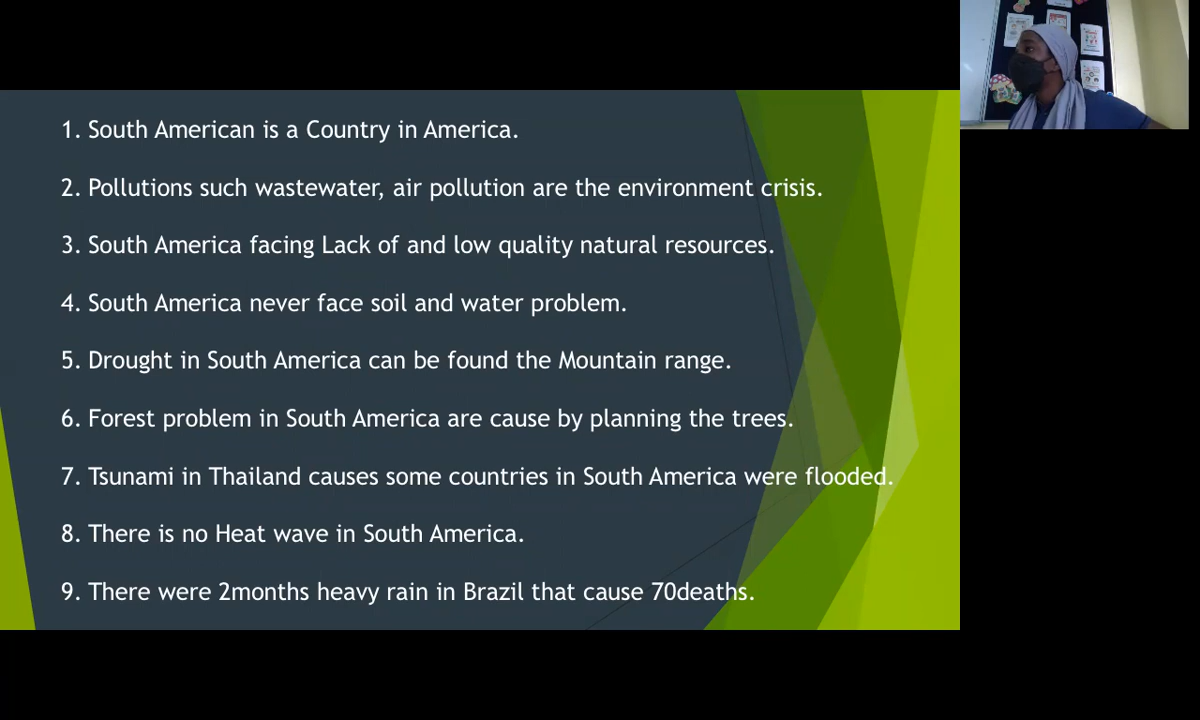 1. South American is a Country in America.
2. Pollutions such wastewater, air pollution are the environment crisis.
3. South America facing Lack of and low quality natural resources.
4. South America never face soil and water problem.
5. Drought in South America can be found the Mountain range.
6. Forest problem in South America are cause by planning the trees.
7. Tsunami in Thailand causes some countries in South America were flooded.
8. There is no Heat wave in South America.
9. There were 2months heavy rain in Brazil that cause 70deaths.